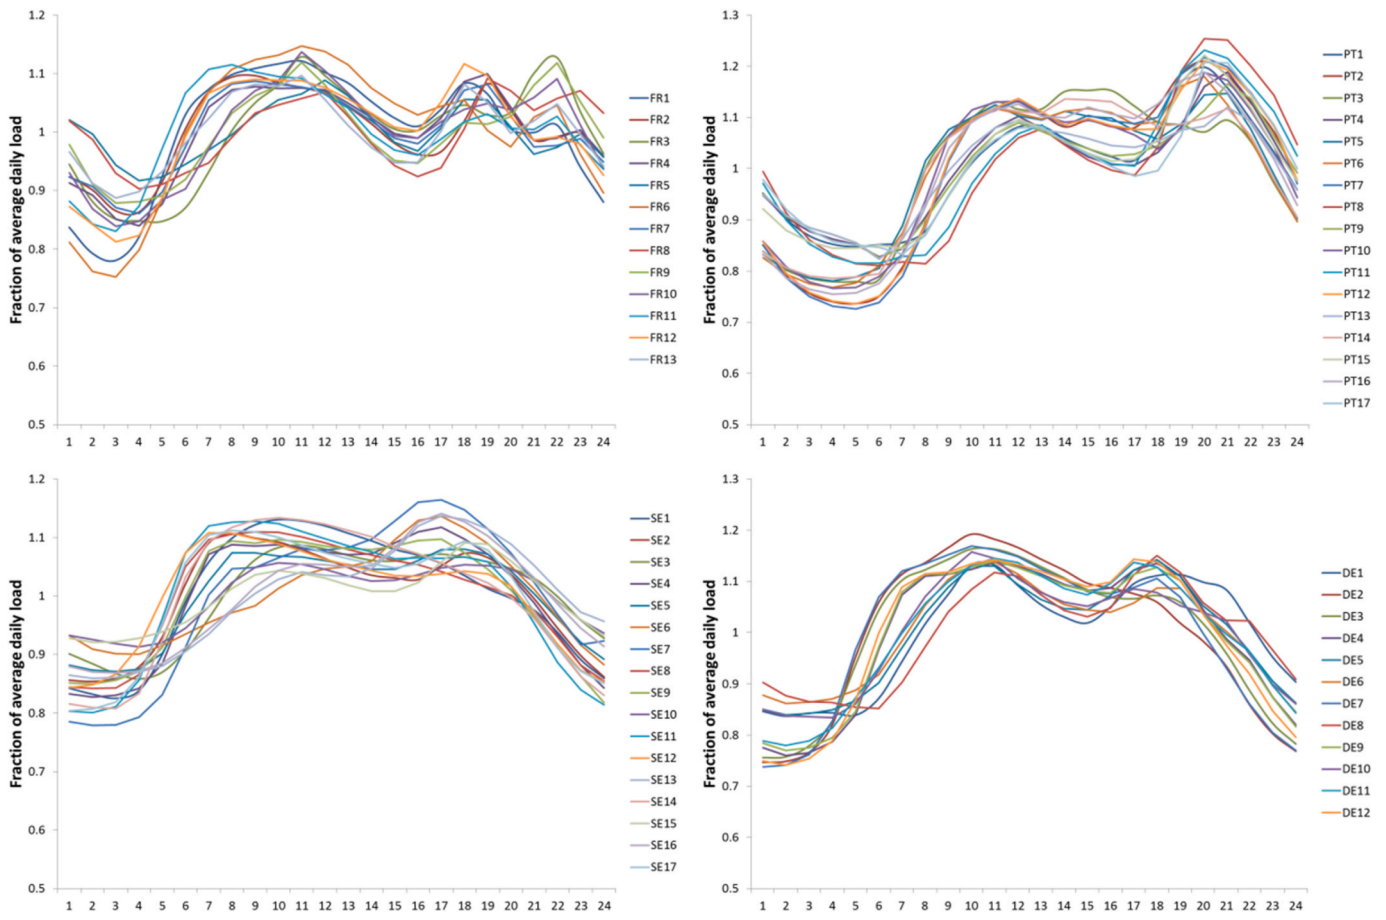 1.2
1.1
1
0.9
0.8
0.7
0.6
0.5
Fraction of average daily load
1 2 3 4 5 6 7 8 9 10 11 12 13 14 15 16 17 18 19 20 21 22 23 24
FR1
FR2
FR3
FR4
FR5
FR6
FR7
FR8
FR9
FR10
FR11
FR12
FR13
1.3
1.2
1.1
1
0.9
0.8
0.7
0.6
0.5
Fraction of average daily load
1 2 3 4 5 6 7 8 9 10 11 12 13 14 15 16 17 18 19 20 21 22 23 24
PT1
PT2
PT3
PT4
PT5
PT6
PT7
PT8
PT9
PT10
PT11
PT12
PT13
PT14
PT15
PT16
PT17
1.2
1.1
1
0.9
0.8
0.7
0.6
0.5
Fraction of average daily load
1 2 3 4 5 6 7 8 9 10 11 12 13 14 15 16 17 18 19 20 21 22 23 24
SE1
SE2
SE3
SE4
SE5
SE6
SE7
SE8
SE9
SE10
SE11
SE12
SE13
SE14
SE15
SE16
SE17
1.3
1.2
1.1
1
0.9
0.8
0.7
0.6
0.5
Fraction of average daily load
1 2 3 4 5 6 7 8 9 10 11 12 13 14 15 16 17 18 19 20 21 22 23 24
DE1
DE2
DE3
DE4
DE5
DE6
DE7
DE8
DE9
DE10
DE11
DE12